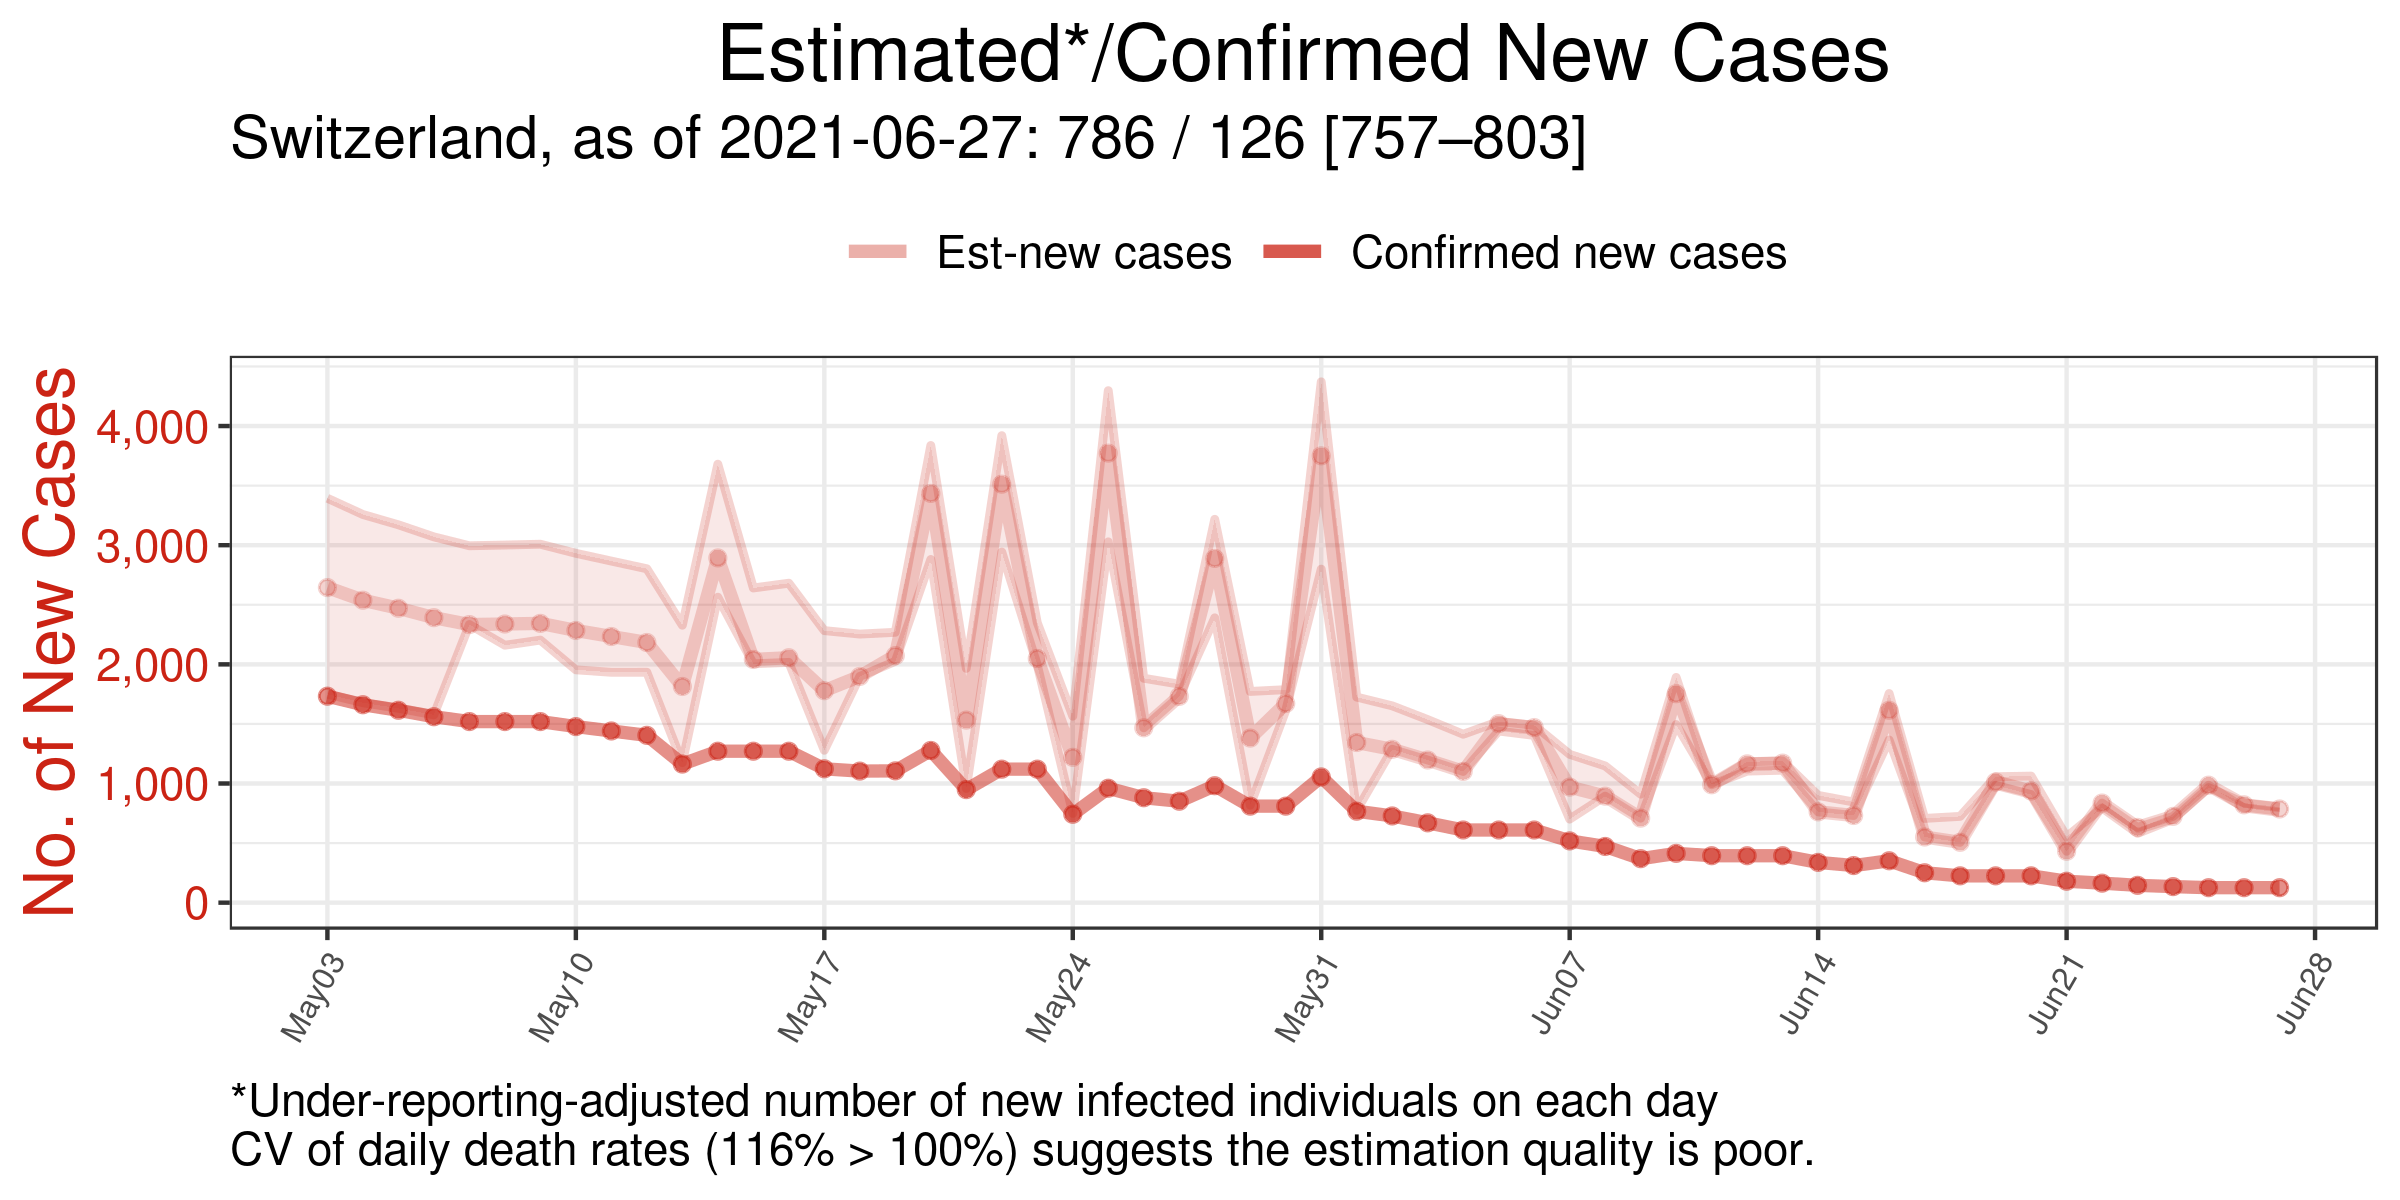 Estimated*/Confirmed New Cases
Switzerland, as of 2021-06-27: 786 / 126 [757–803]
Est-new cases
Confirmed new cases
No. of New Cases
4,000
3,000
2,000
1,000
0
May03
May10
May17
May24
May31
Jun07
Jun14
Jun21
Jun28
*Under-reporting-adjusted number of new infected individuals on each day
CV of daily death rates (116% > 100%) suggests the estimation quality is poor.